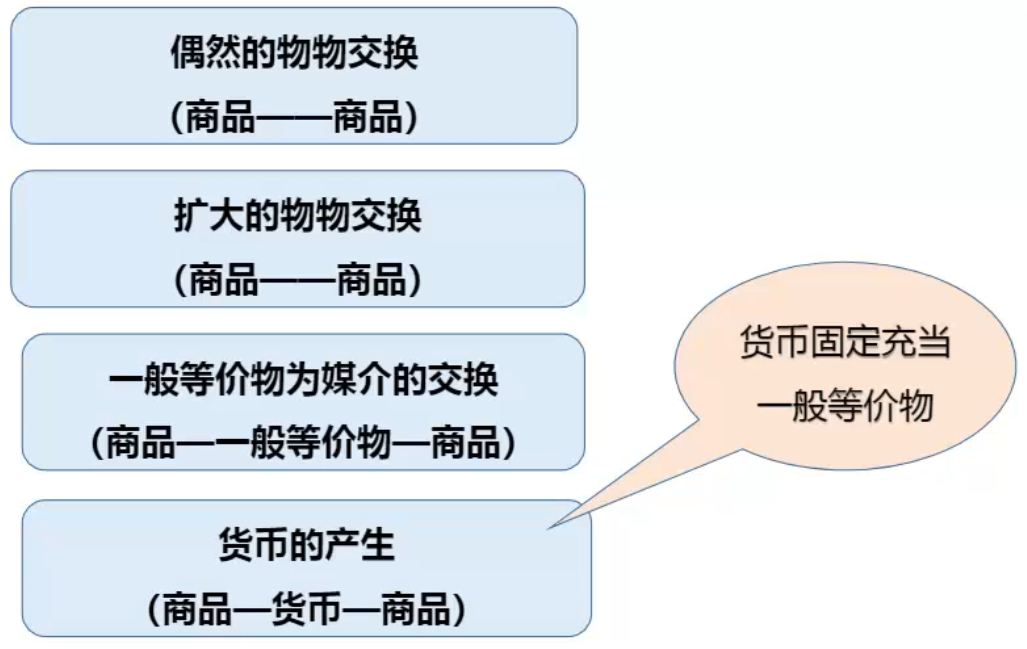 偶然的物物交换
（商品——商品）
扩大的物物交换
（商品——商品）
一般等价物为媒介的交换
（商品—一般等价物—商品）
货币固定充当
一般等价物
货币的产生
（商品—货币—商品）